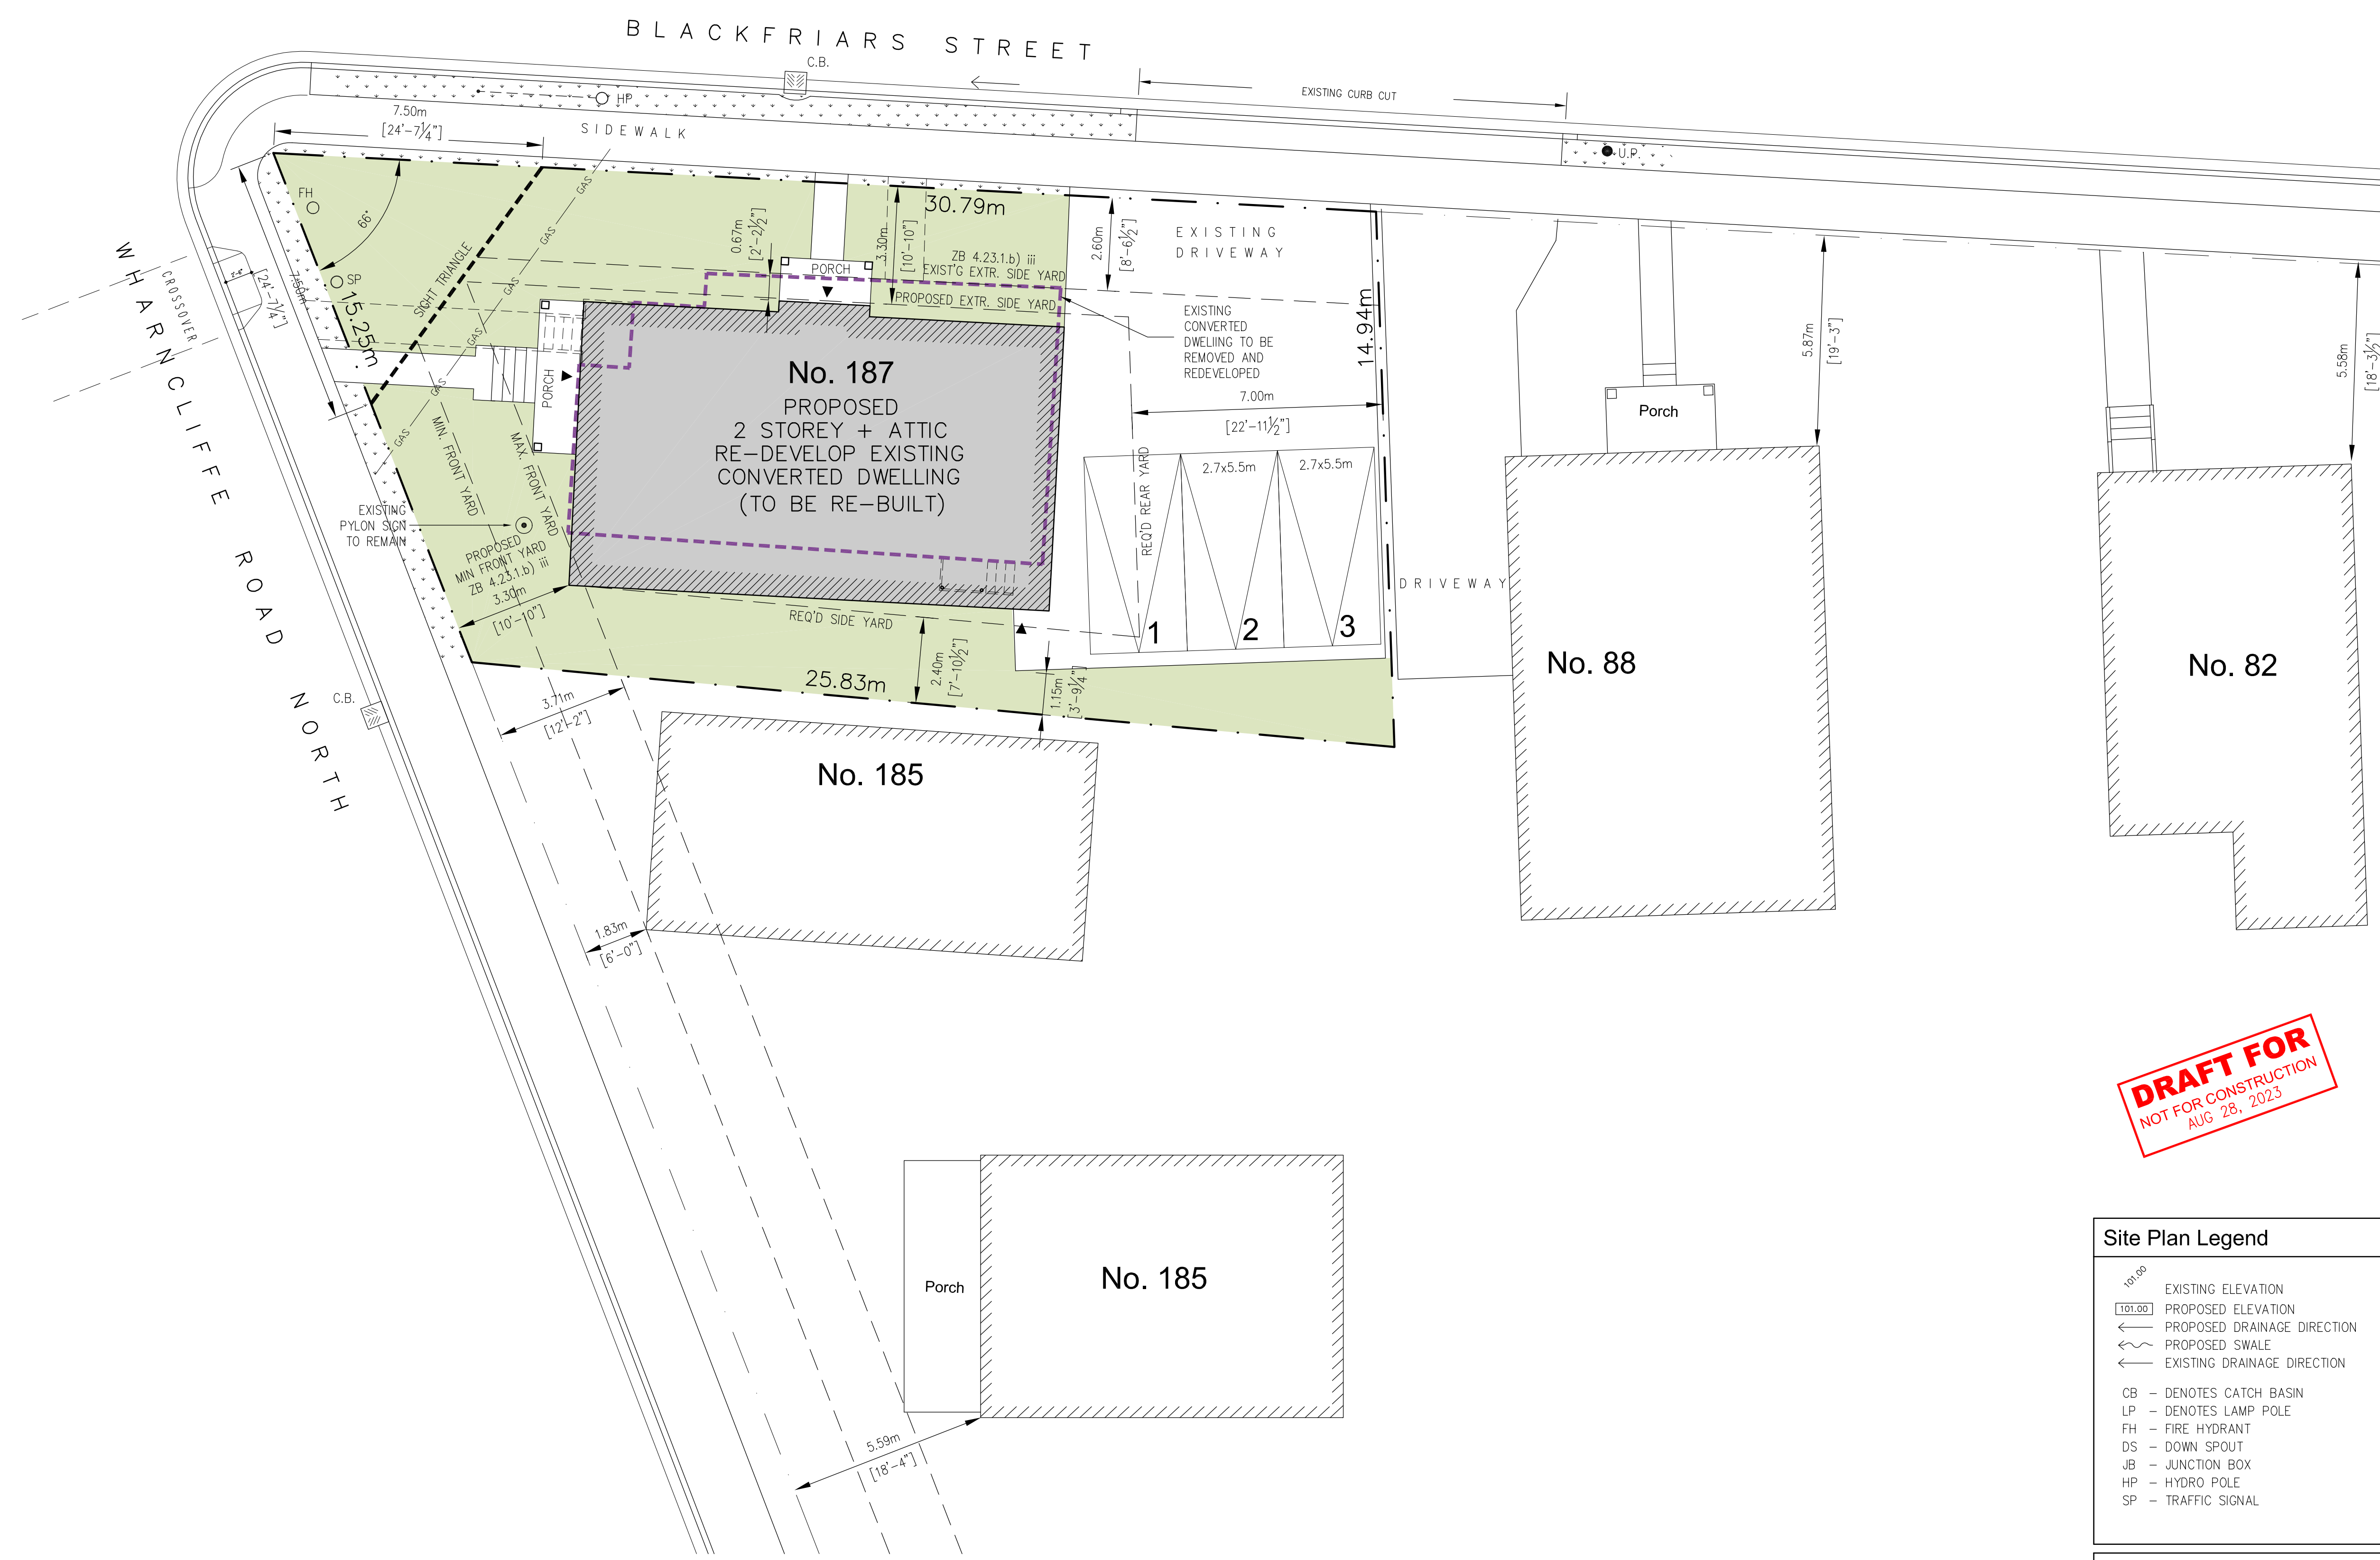 BLACKFRIARS STREET
C.B.
EXISTING CURB CUT
HP
7.50m
[24'-7¼"]
SIDEWALK
U.P.
FH
66°
SP
GAS
GAS
GAS
GAS
GAS
GAS
SIGHT TRIANGLE
0.67m
[2'-2½"]
3.30m
[10'-10"]
30.79m
2.60m
[8'-6½"]
EXISTING
DRIVEWAY
ZB 4.23.1.b) iii
EXIST'G EXTR. SIDE YARD
PROPOSED EXTR. SIDE YARD
PORCH
WHARNCLIFFE ROAD NORTH
CROSSOVER
2'-4"
[24'-7¼"]
7.50m
15.25m
EXISTING
CONVERTED
DWELING TO BE
REMOVED AND
REDEVELOPED
14.94m
7.00m
[22'-11½"]
5.87m
[19'-3"]
5.58m
[18'-3½"]
PORCH
No. 187
PROPOSED
2 STOREY + ATTIC
RE-DEVELOP EXISTING
CONVERTED DWELLING
(TO BE RE-BUILT)
Porch
MIN. FRONT YARD
MAX. FRONT YARD
REQ'D REAR YARD
2.7x5.5m
2.7x5.5m
EXISTING
PYLON SIGN
TO REMAIN
PROPOSED
MIN FRONT YARD
ZB 4.23.1.b) iii
3.30m
[10'-10"]
REQ'D SIDE YARD
1
2
3
DRIVEWAY
No. 88
No. 82
2.40m
[7'-10½"]
25.83m
1.15m
[3'-9¼"]
C.B.
3.71m
[12'-2"]
No. 185
1.83m
[6'-0"]
DRAFT FOR
NOT FOR CONSTRUCTION
AUG 28, 2023
Porch
No. 185
5.59m
[18'-4"]
Site Plan Legend
101.00 EXISTING ELEVATION
101.00 PROPOSED ELEVATION
PROPOSED DRAINAGE DIRECTION
PROPOSED SWALE
EXISTING DRAINAGE DIRECTION
CB - DENOTES CATCH BASIN
LP - DENOTES LAMP POLE
FH - FIRE HYDRANT
DS - DOWN SPOUT
JB - JUNCTION BOX
HP - HYDRO POLE
SP - TRAFFIC SIGNAL